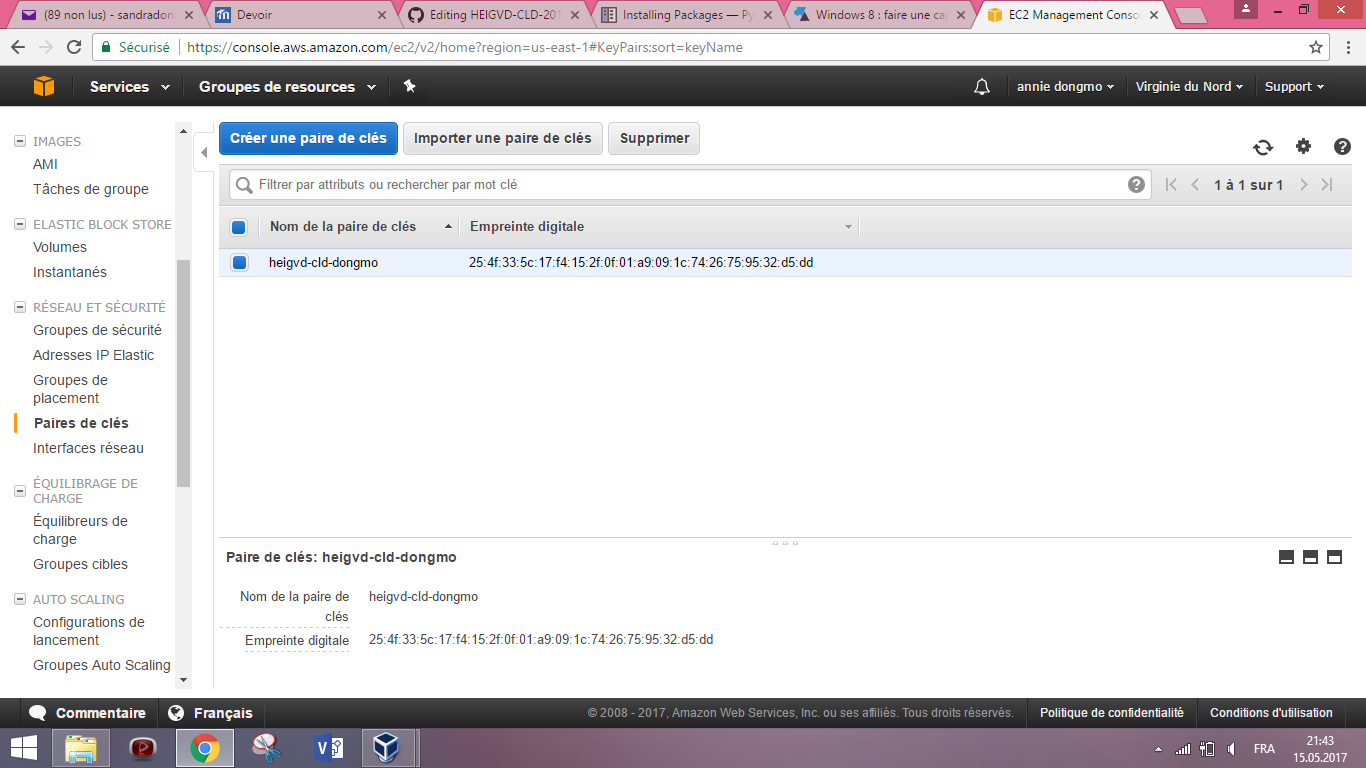 (89 non lus) - sandradon
Devoir
Editing HEIGVD-CLD-201
Installing Packages — Py
Windows 8 : faire une ca
EC2 Management Conso
Sécurisé
https://console.aws.amazon.com/ec2/v2/home?region=us-east-1#KeyPairs:sort=keyName
Services
Groupes de resources
annie dongmo
Virginie du Nord
Support
IMAGES
AMI
Tâches de groupe
ELASTIC BLOCK STORE
Volumes
Instantanés
RÉSEAU ET SÉCURITÉ
Groupes de sécurité
Adresses IP Elastic
Groupes de
placement
Paires de clés
Interfaces réseau
ÉQUILIBRAGE DE
CHARGE
Équilibreurs de
charge
Groupes cibles
AUTO SCALING
Configurations de
lancement
Groupes Auto Scaling
Créer une paire de clés
Importer une paire de clés
Supprimer
Filtrer par attributs ou rechercher par mot clé
1 à 1 sur 1
Nom de la paire de clés
Empreinte digitale
heigvd-cld-dongmo
25:4f:33:5c:17:f4:15:2f:0f:01:a9:09:1c:74:26:75:95:32:d5:dd
Paire de clés: heigvd-cld-dongmo
Nom de la paire de
clés
heigvd-cld-dongmo
Empreinte digitale
25:4f:33:5c:17:f4:15:2f:0f:01:a9:09:1c:74:26:75:95:32:d5:dd
Commentaire
Français
© 2008 - 2017, Amazon Web Services, Inc. ou ses affiliés. Tous droits réservés.
Politique de confidentialité
Conditions d'utilisation
FRA
21:43
15.05.2017